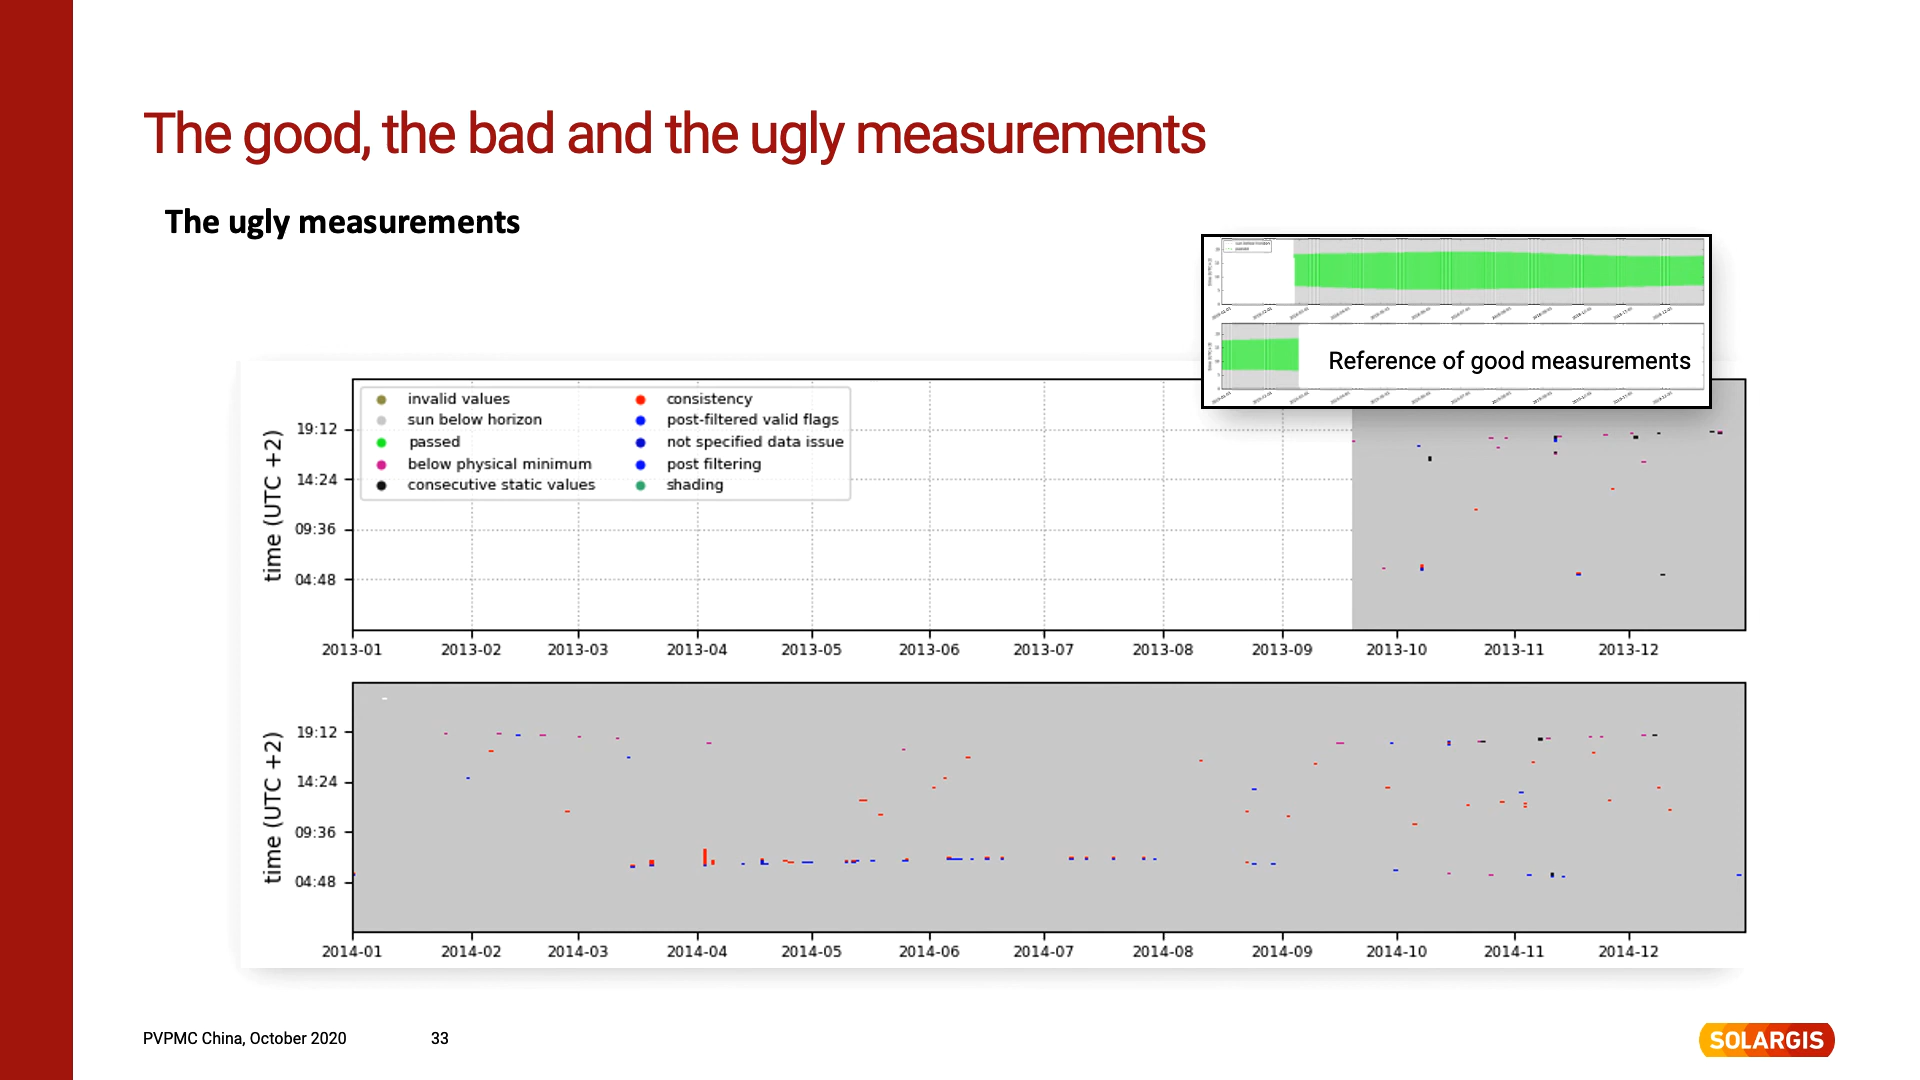 The good, the bad and the ugly measurements
The ugly measurements
sun below horizon
Reference of good measurements
invalid values
sun below horizon
passed
below physical minimum
consecutive static values
consistency
post-filtered valid flags
not specified data issue
post filtering
shading
time (UTC +2)
19:12
14:24
09:36
04:48
2013-01 2013-02 2013-03 2013-04 2013-05 2013-06 2013-07 2013-08 2013-09 2013-10 2013-11 2013-12
time (UTC +2)
19:12
14:24
09:36
04:48
2014-01 2014-02 2014-03 2014-04 2014-05 2014-06 2014-07 2014-08 2014-09 2014-10 2014-11 2014-12
PVPMC China, October 2020 33
SOLARGIS